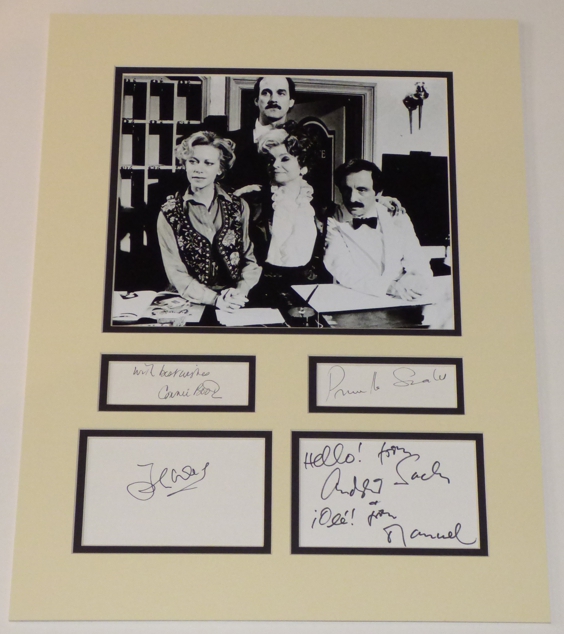 With best wishes
Connie Booth
Prunella Scales
Hello! from
Andrew Sachs
¡Olé! from
Manuel